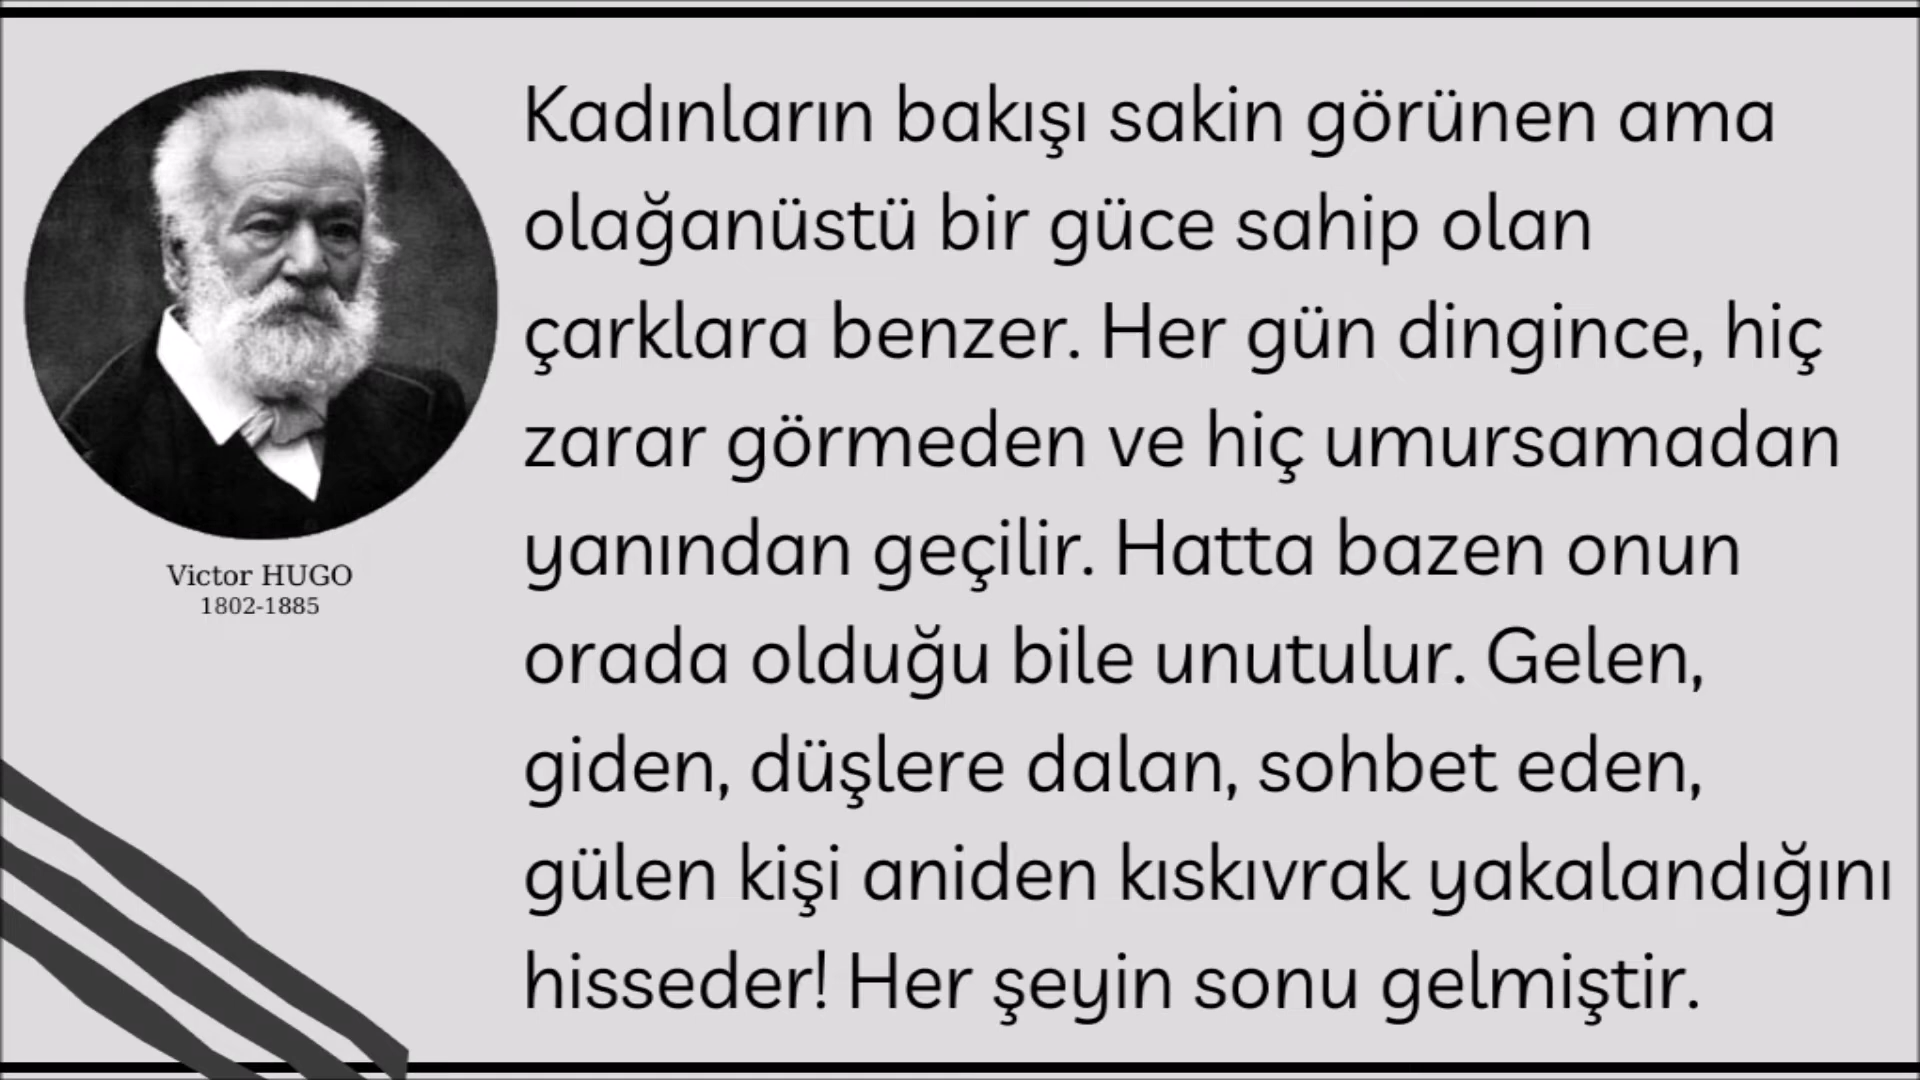 Kadınların bakışı sakin görünen ama
olağanüstü bir güce sahip olan
çarklara benzer. Her gün dingince, hiç
zarar görmeden ve hiç umursamadan
yanından geçilir. Hatta bazen onun
orada olduğu bile unutulur. Gelen,
giden, düşlere dalan, sohbet eden,
gülen kişi aniden kıskıvrak yakalandığını
hisseder! Her şeyin sonu gelmiştir.
Victor HUGO
1802-1885